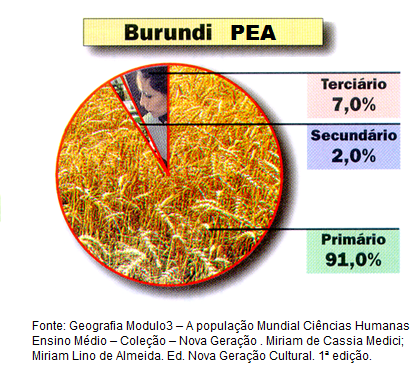 Burundi PEA
Terciário
7,0%
Secundário
2,0%
Primário
91,0%
Fonte: Geografia Modulo3 – A população Mundial Ciências Humanas
Ensino Médio – Coleção – Nova Geração . Miriam de Cassia Medici;
Miriam Lino de Almeida. Ed. Nova Geração Cultural. 1ª edição.